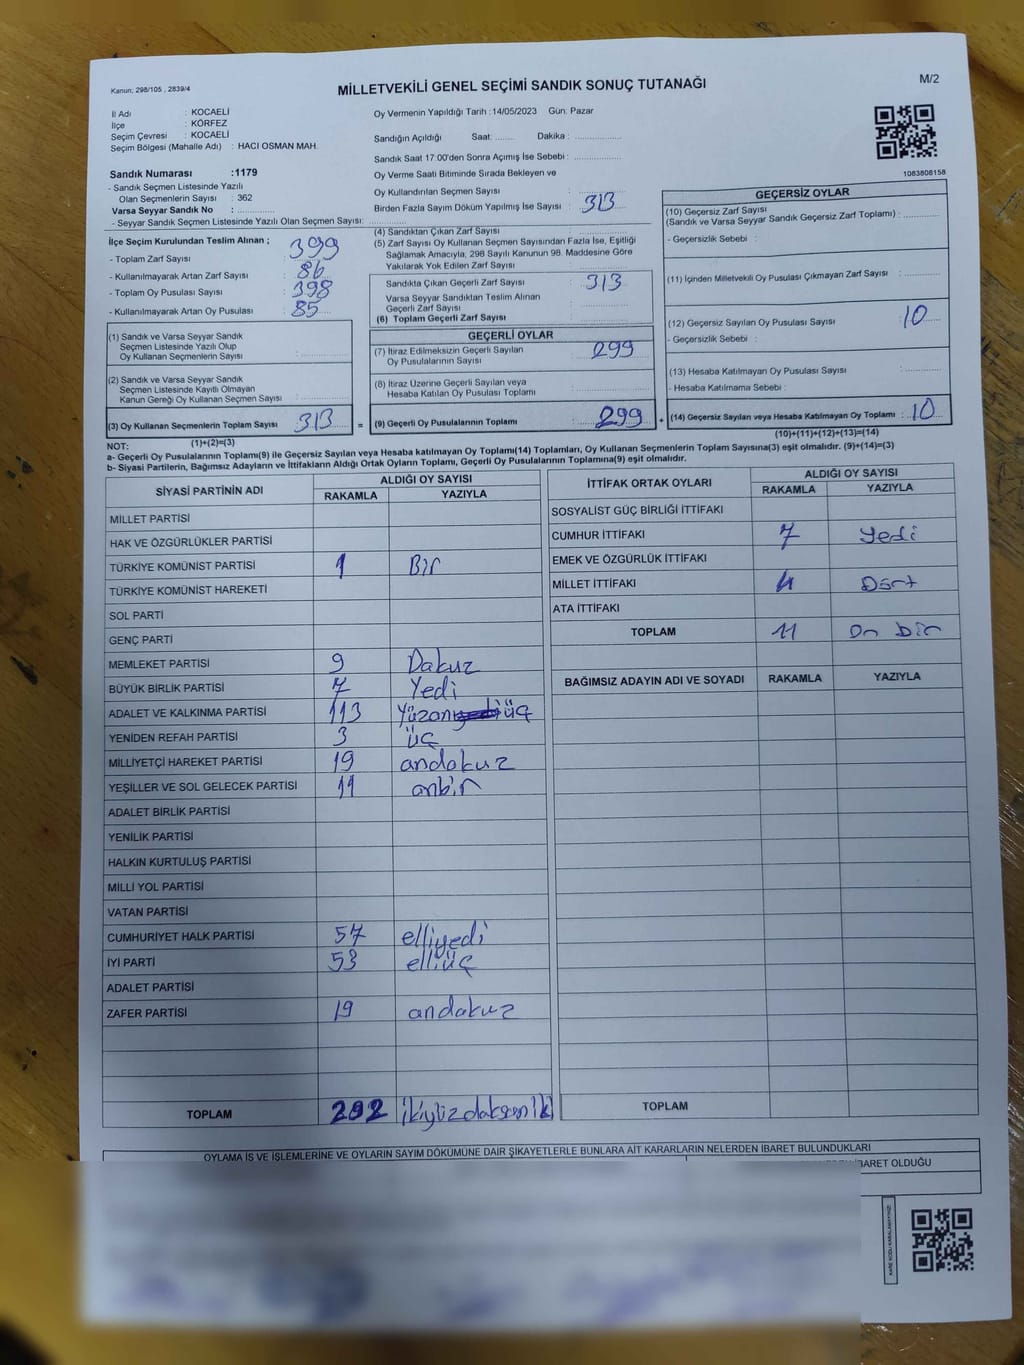 Kanun; 298/105 , 2839/4
MİLLETVEKİLİ GENEL SEÇİMİ SANDIK SONUÇ TUTANAĞI
M/2
İl Adı : KOCAELİ
İlçe : KÖRFEZ
Seçim Çevresi : KOCAELİ
Seçim Bölgesi (Mahalle Adı) : HACI OSMAN MAH.
Sandık Numarası :1179
- Sandık Seçmen Listesinde Yazılı
Olan Seçmenlerin Sayısı : 362
Varsa Seyyar Sandık No : ..............
- Seyyar Sandık Seçmen Listesinde Yazılı Olan Seçmen Sayısı: ..............
Oy Vermenin Yapıldığı Tarih : 14/05/2023 Gün: Pazar
Sandığın Açıldığı Saat: ....... Dakika : ..............
Sandık Saat 17:00'den Sonra Açımış İse Sebebi : ..............
Oy Verme Saati Bitiminde Sırada Bekleyen ve
Oy Kullandırılan Seçmen Sayısı : ..............
Birden Fazla Sayım Döküm Yapılmış İse Sayısı : 313
1083808158
İlçe Seçim Kurulundan Teslim Alınan ;
- Toplam Zarf Sayısı : 399
- Kullanılmayarak Artan Zarf Sayısı : 86
- Toplam Oy Pusulası Sayısı : 398
- Kullanılmayarak Artan Oy Pusulası : 85
(4) Sandıktan Çıkan Zarf Sayısı : ..............
(5) Zarf Sayısı Oy Kullanan Seçmen Sayısından Fazla İse, Eşitliği
Sağlamak Amacıyla, 298 Sayılı Kanunun 98. Maddesine Göre
Yakılarak Yok Edilen Zarf Sayısı : ..............
Sandıkta Çıkan Geçerli Zarf Sayısı : 313
Varsa Seyyar Sandıktan Teslim Alınan
Geçerli Zarf Sayısı : ..............
(6) Toplam Geçerli Zarf Sayısı : ..............
GEÇERSİZ OYLAR
(10) Geçersiz Zarf Sayısı
(Sandık ve Varsa Seyyar Sandık Geçersiz Zarf Toplamı) : ..............
- Geçersizlik Sebebi :
(11) İçinden Milletvekili Oy Pusulası Çıkmayan Zarf Sayısı : ..............
(12) Geçersiz Sayılan Oy Pusulası Sayısı : 10
- Geçersizlik Sebebi :
(13) Hesaba Katılmayan Oy Pusulası Sayısı : ..............
- Hesaba Katılmama Sebebi :
(14) Geçersiz Sayılan veya Hesaba Katılmayan Oy Toplamı : 10
(10)+(11)+(12)+(13)=(14)
(1) Sandık ve Varsa Seyyar Sandık
Seçmen Listesinde Yazılı Olup
Oy Kullanan Seçmenlerin Sayısı : ..............
(2) Sandık ve Varsa Seyyar Sandık
Seçmen Listesinde Kayıtlı Olmayan
Kanun Gereği Oy Kullanan Seçmen Sayısı : ..............
(3) Oy Kullanan Seçmenlerin Toplam Sayısı : 313
(1)+(2)=(3)
=
GEÇERLİ OYLAR
(7) İtiraz Edilmeksizin Geçerli Sayılan
Oy Pusulalarının Sayısı : 299
(8) İtiraz Üzerine Geçerli Sayılan veya
Hesaba Katılan Oy Pusulası Toplamı : ..............
(9) Geçerli Oy Pusulalarının Toplamı : 299
+
NOT:
a- Geçerli Oy Pusulalarının Toplam(9) ile Geçersiz Sayılan veya Hesaba katılmayan Oy Toplamı(14) Toplamları, Oy Kullanan Seçmenlerin Toplam Sayısına(3) eşit olmalıdır. (9)+(14)=(3)
b- Siyasi Partilerin, Bağımsız Adayların ve İttifakların Aldığı Ortak Oyların Toplamı, Geçerli Oy Pusulalarının Toplamına(9) eşit olmalıdır.
SİYASİ PARTİNİN ADI ALDIĞI OY SAYISI
RAKAMLA YAZIYLA
MİLLET PARTİSİ
HAK VE ÖZGÜRLÜKLER PARTİSİ
TÜRKİYE KOMÜNİST PARTİSİ 1 Bir
TÜRKİYE KOMÜNİST HAREKETİ
SOL PARTİ
GENÇ PARTİ
MEMLEKET PARTİSİ 9 Dakuz
BÜYÜK BİRLİK PARTİSİ 7 Yedi
ADALET VE KALKINMA PARTİSİ 113 Yüzon üç
YENİDEN REFAH PARTİSİ 3 üç
MİLLİYETÇİ HAREKET PARTİSİ 19 andokuz
YEŞİLLER VE SOL GELECEK PARTİSİ 11 anbir
ADALET BİRLİK PARTİSİ
YENİLİK PARTİSİ
HALKIN KURTULUŞ PARTİSİ
MİLLİ YOL PARTİSİ
VATAN PARTİSİ
CUMHURİYET HALK PARTİSİ 57 elliyedi
İYİ PARTİ 53 elliüç
ADALET PARTİSİ
ZAFER PARTİSİ 19 andokuz
TOPLAM 292 ikiyüzdoksan iki
İTTİFAK ORTAK OYLARI ALDIĞI OY SAYISI
RAKAMLA YAZIYLA
SOSYALİST GÜÇ BİRLİĞİ İTTİFAKI
CUMHUR İTTİFAKI 7 Yedi
EMEK VE ÖZGÜRLÜK İTTİFAKI
MİLLET İTTİFAKI 4 Dört
ATA İTTİFAKI
TOPLAM 11 On bir
BAĞIMSIZ ADAYIN ADI VE SOYADI RAKAMLA YAZIYLA
TOPLAM
OYLAMA İŞ VE İŞLEMLERİNE VE OYLARIN SAYIM DÖKÜMÜNE DAİR ŞİKAYETLERLE BUNLARA AİT KARARLARIN NELERDEN İBARET BULUNDUKLARI
İBARET OLDUĞU
KARE KODU KARALAMAYINIZ!